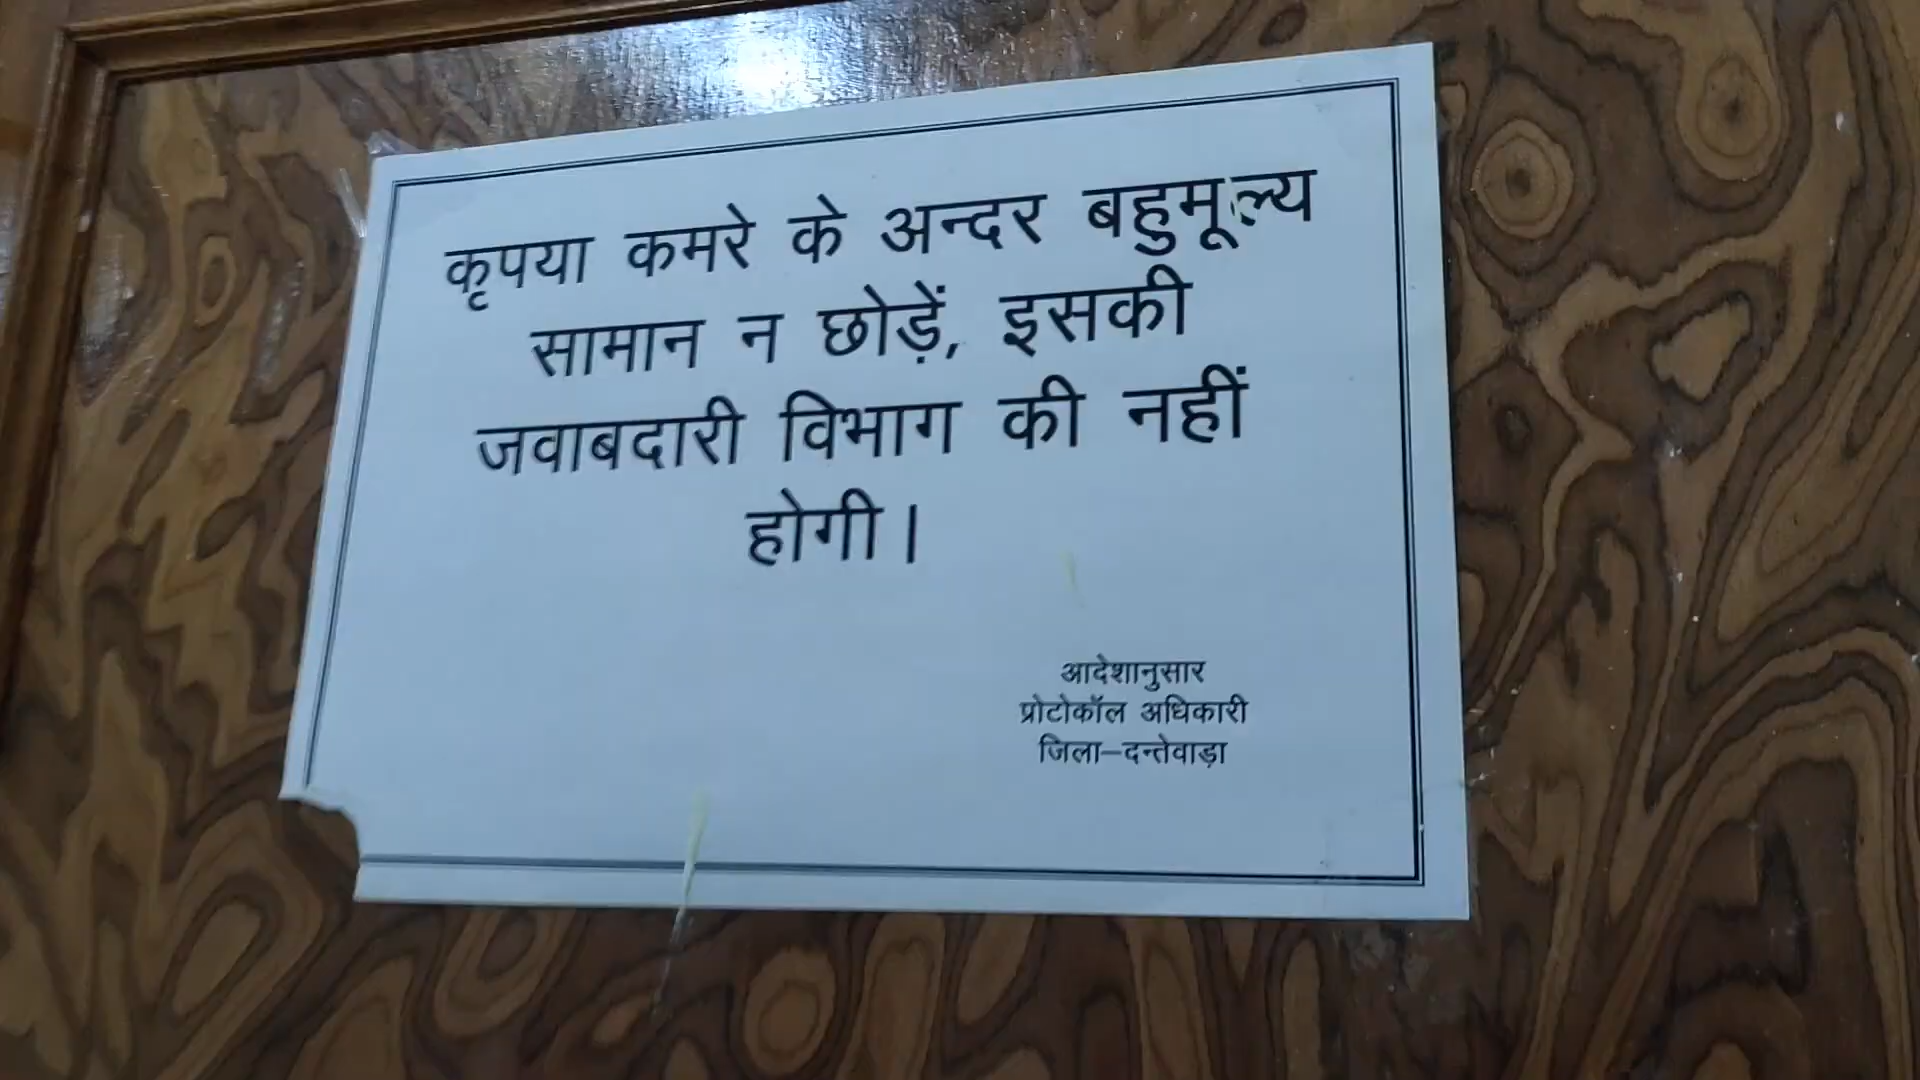 कृपया कमरे के अन्दर बहुमूल्य
सामान न छोड़ें, इसकी
जवाबदारी विभाग की नहीं
होगी।
आदेशानुसार
प्रोटोकॉल अधिकारी
जिला–दन्तेवाड़ा